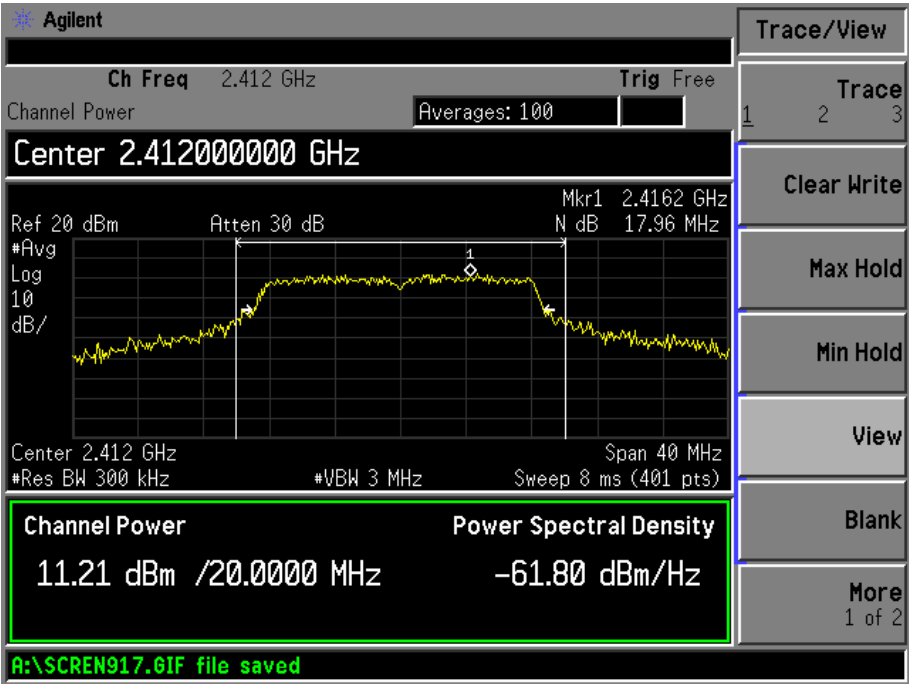 Agilent
Trace/View
Ch Freq 2.412 GHz Trig Free
Channel Power Averages: 100
Center 2.412000000 GHz
Mkr1 2.4162 GHz
Ref 20 dBm Atten 30 dB N dB 17.96 MHz
#Avg
Log
10
dB/
1
Center 2.412 GHz Span 40 MHz
#Res BW 300 kHz #VBW 3 MHz Sweep 8 ms (401 pts)
Channel Power Power Spectral Density
11.21 dBm /20.0000 MHz -61.80 dBm/Hz
A:\SCREN917.GIF file saved
Trace
1 2 3
Clear Write
Max Hold
Min Hold
View
Blank
More
1 of 2